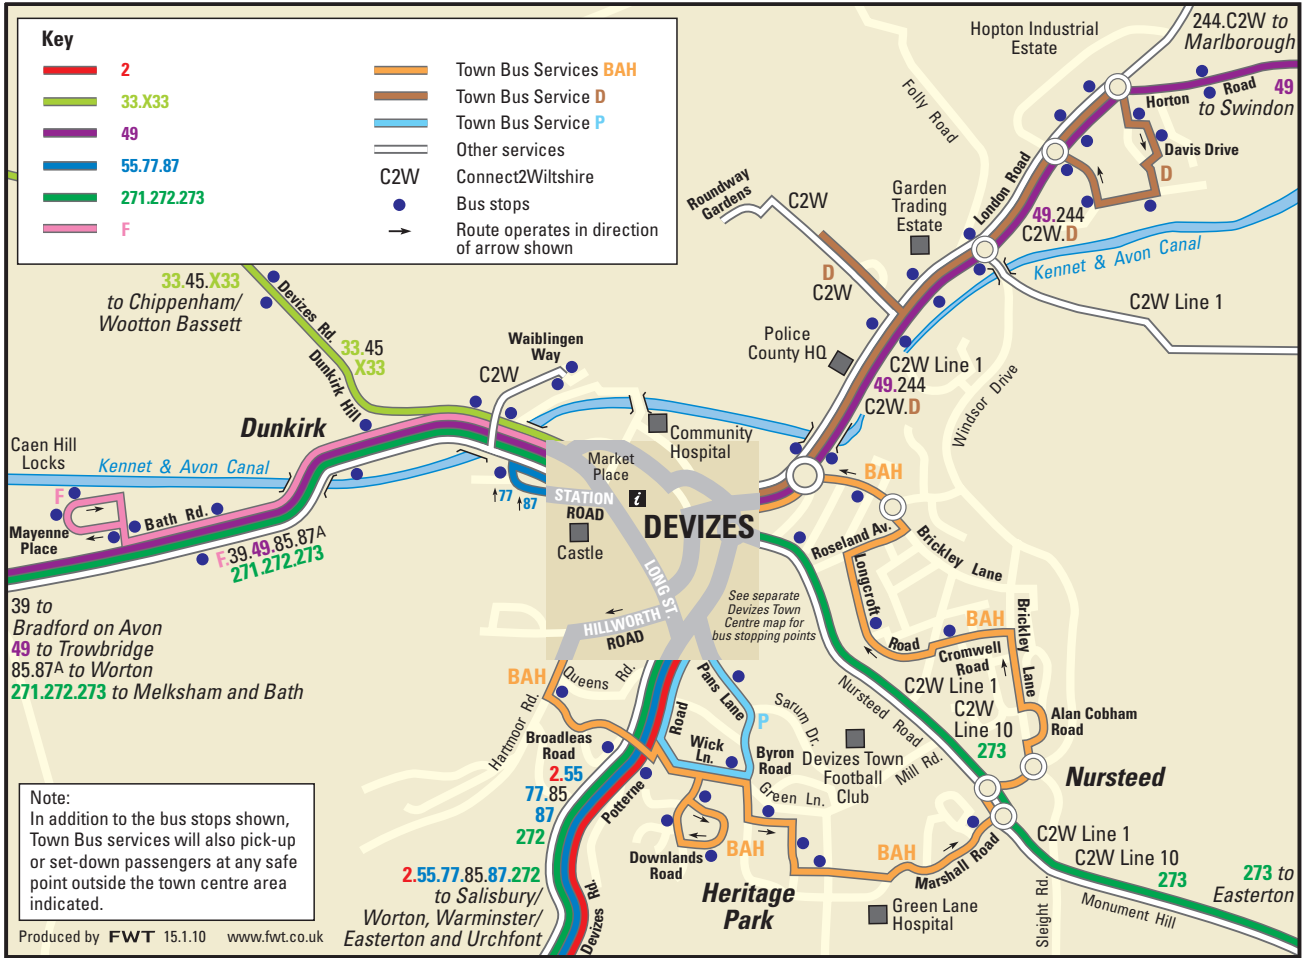 Key
2
33.X33
49
55.77.87
271.272.273
F
Town Bus Services BAH
Town Bus Service D
Town Bus Service P
Other services
C2W Connect2Wiltshire
Bus stops
Route operates in direction
of arrow shown
Hopton Industrial
Estate
244.C2W to
Marlborough
49
to Swindon
Horton Road
Davis Drive
D
Folly Road
London Road
49.244
C2W.D
Kennet & Avon Canal
C2W Line 1
Garden
Trading
Estate
Roundway
Gardens
C2W
D
C2W
Police
County HQ
C2W Line 1
49.244
C2W.D
Windsor Drive
33.45.X33
to Chippenham/
Wootton Bassett
Devizes Rd.
Dunkirk Hill
33.45
X33
Waiblingen
Way
C2W
Dunkirk
Caen Hill
Locks
Kennet & Avon Canal
F
Mayenne
Place
Bath Rd.
F.39.49.85.87A
271.272.273
39 to
Bradford on Avon
49 to Trowbridge
85.87A to Worton
271.272.273 to Melksham and Bath
77
87
Community
Hospital
Market
Place
STATION
ROAD
i
DEVIZES
Castle
LONG ST.
HILLWORTH
ROAD
See separate
Devizes Town
Centre map for
bus stopping points
BAH
Roseland Av.
Brickley Lane
Longcroft
Road
BAH
Cromwell
Road
Brickley Lane
C2W Line 1
C2W
Line 10
273
Alan Cobham
Road
Nursteed
Nursteed Road
Mill Rd.
BAH
Queens Rd.
Hartmoor Rd.
Broadleas
Road
Pans Lane
P
Sarum Dr.
Road
Wick
Ln.
Byron
Road
Devizes Town
Football
Club
Green Ln.
2.55
77.85
87
272
Potterne
Downlands
Road
BAH
BAH
Marshall Road
Heritage
Park
Green Lane
Hospital
2.55.77.85.87.272
to Salisbury/
Worton, Warminster/
Easterton and Urchfont
Devizes Rd.
C2W Line 1
C2W Line 10
273
273 to
Easterton
Monument Hill
Sleight Rd.
Note:
In addition to the bus stops shown,
Town Bus services will also pick-up
or set-down passengers at any safe
point outside the town centre area
indicated.
Produced by FWT 15.1.10 www.fwt.co.uk